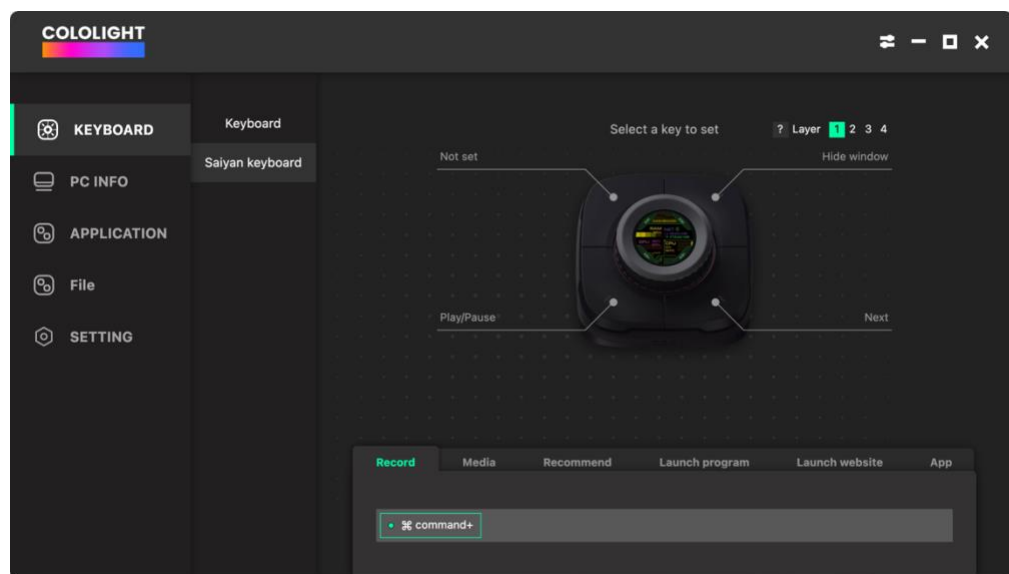 COLOLIGHT
KEYBOARD
PC INFO
APPLICATION
File
SETTING
Keyboard
Saiyan keyboard
Select a key to set
? Layer 1 2 3 4
Not set
Hide window
Play/Pause
Next
Record Media Recommend Launch program Launch website App
⌘ command+